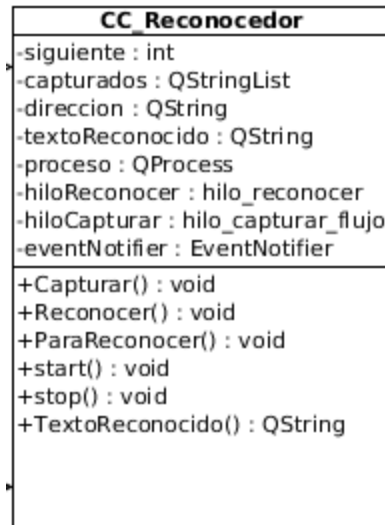 CC_Reconocedor
-siguiente : int
-capturados : QStringList
-direccion : QString
-textoReconocido : QString
-proceso : QProcess
-hiloReconocer : hilo_reconocer
-hiloCapturar : hilo_capturar_flujo
-eventNotifier : EventNotifier
+Capturar() : void
+Reconocer() : void
+ParaReconocer() : void
+start() : void
+stop() : void
+TextoReconocido() : QString